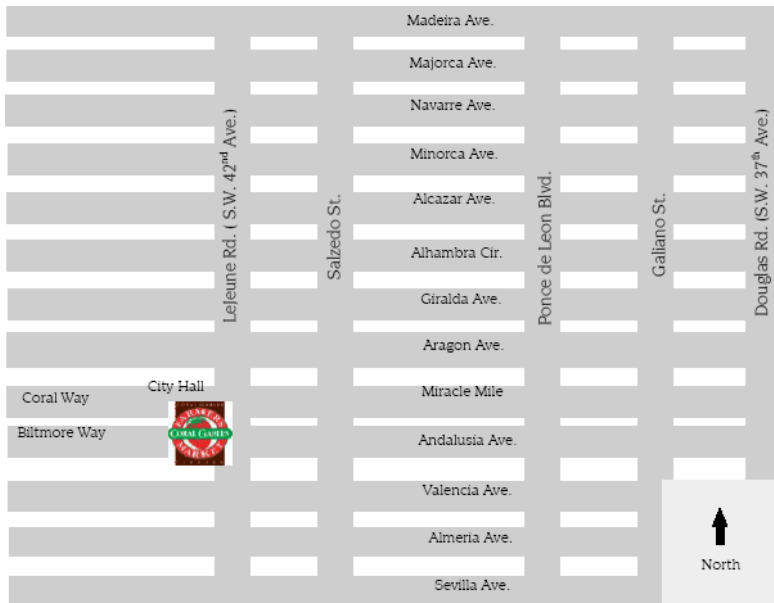 Madeira Ave.
Majorca Ave.
Navarre Ave.
Minorca Ave.
Alcazar Ave.
Alhambra Cir.
Giralda Ave.
Aragon Ave.
Miracle Mile
Andalusia Ave.
Valencia Ave.
Almeria Ave.
Sevilla Ave.
LeJeune Rd. ( S.W. 42nd Ave.)
Salzedo St.
Ponce de Leon Blvd.
Galiano St.
Douglas Rd. (S.W. 37th Ave.)
City Hall
Coral Way
Biltmore Way
FARMERS
CORAL GABLES
MARKET
North